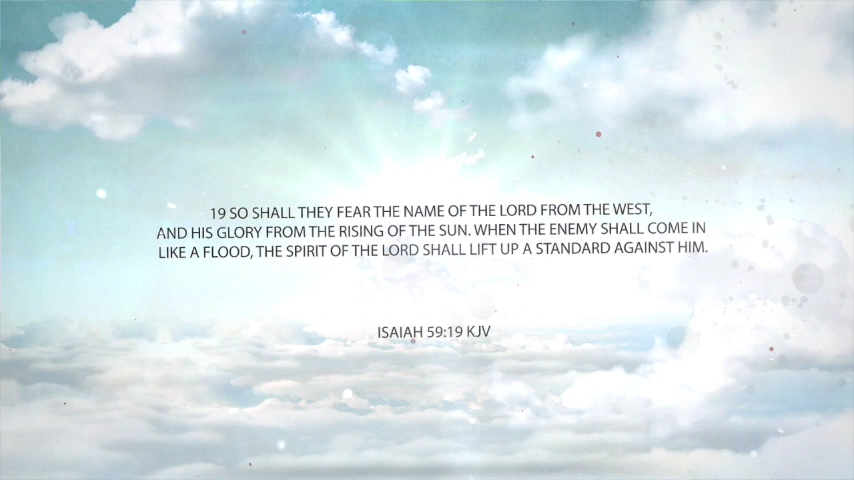 19 SO SHALL THEY FEAR THE NAME OF THE LORD FROM THE WEST,
AND HIS GLORY FROM THE RISING OF THE SUN. WHEN THE ENEMY SHALL COME IN
LIKE A FLOOD, THE SPIRIT OF THE LORD SHALL LIFT UP A STANDARD AGAINST HIM.
ISAIAH 59:19 KJV